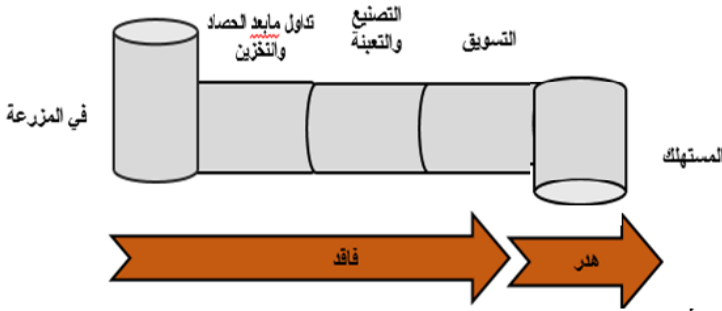 في المزرعة
تداول مابعد الحصاد
والتخزين
التصنيع
والتعبئة
التسويق
المستهلك
فاقد
هدر